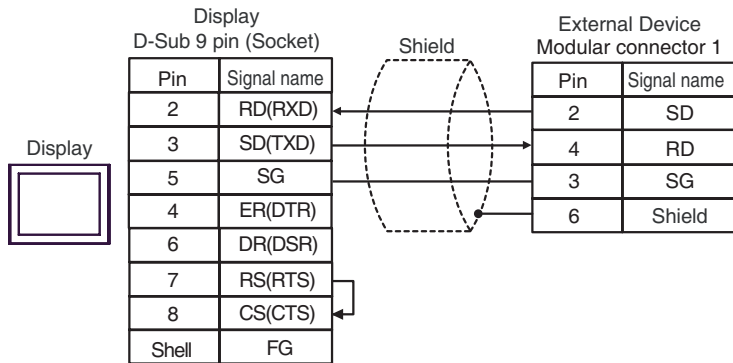 Display
D-Sub 9 pin (Socket)
Shield
External Device
Modular connector 1
Pin Signal name
2 RD(RXD)
3 SD(TXD)
5 SG
4 ER(DTR)
6 DR(DSR)
7 RS(RTS)
8 CS(CTS)
Shell FG
Display
Pin Signal name
2 SD
4 RD
3 SG
6 Shield